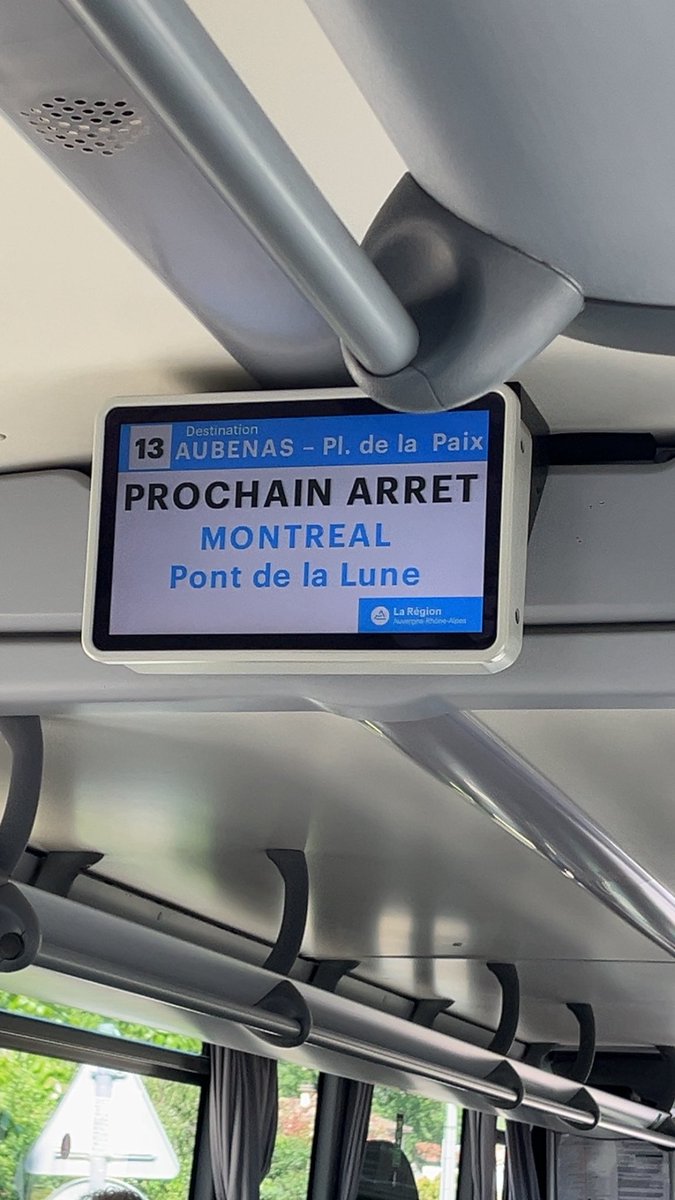 13
Destination
AUBENAS – Pl. de la Paix
PROCHAIN ARRET
MONTREAL
Pont de la Lune
La Région
Auvergne-Rhône-Alpes